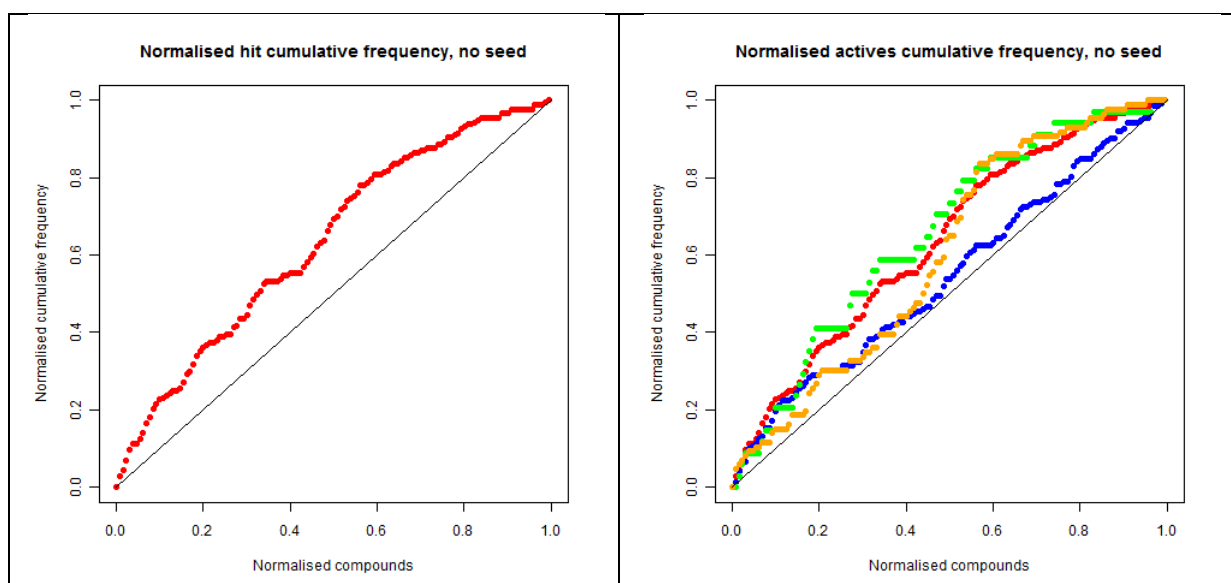 Normalised hit cumulative frequency, no seed
Normalised cumulative frequency
1.0
0.8
0.6
0.4
0.2
0.0
0.0 0.2 0.4 0.6 0.8 1.0
Normalised compounds
Normalised actives cumulative frequency, no seed
Normalised cumulative frequency
1.0
0.8
0.6
0.4
0.2
0.0
0.0 0.2 0.4 0.6 0.8 1.0
Normalised compounds